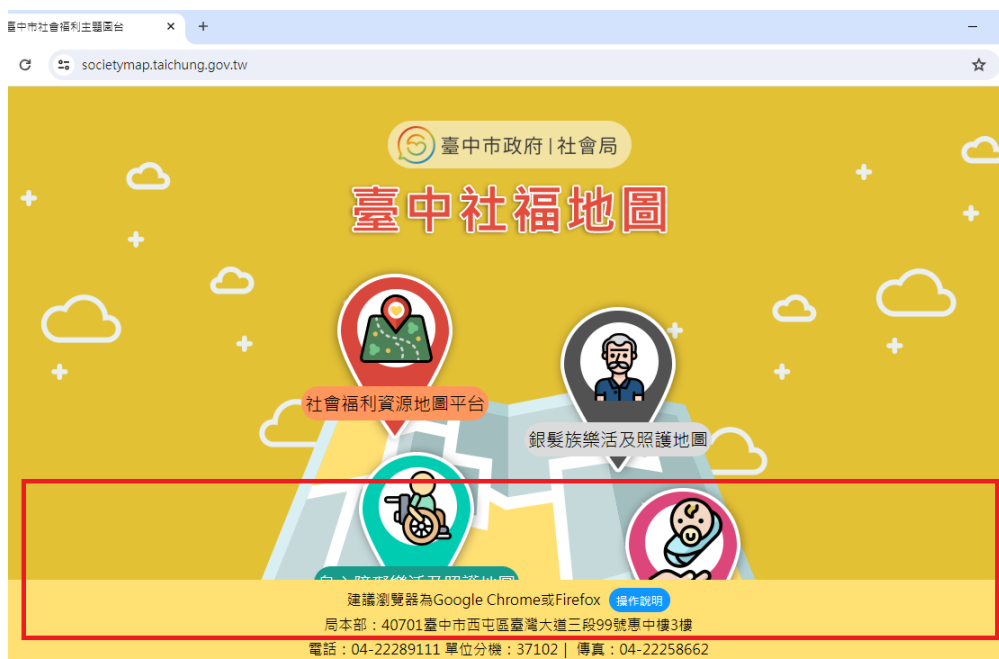 臺中市社會福利主題圖台
societymap.taichung.gov.tw
臺中市政府|社會局
臺中社福地圖
社會福利資源地圖平台
銀髮族樂活及照護地圖
建議瀏覽器為Google Chrome或Firefox 操作說明
局本部：40701臺中市西屯區臺灣大道三段99號惠中樓3樓
電話：04-22289111 單位分機：37102| 傳真：04-22258662